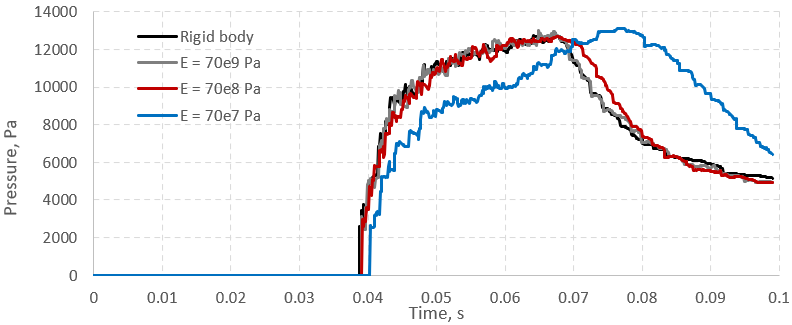 14000
12000
10000
8000
6000
4000
2000
0
Pressure, Pa
Rigid body
E = 70e9 Pa
E = 70e8 Pa
E = 70e7 Pa
0 0.01 0.02 0.03 0.04 0.05 0.06 0.07 0.08 0.09 0.1
Time, s